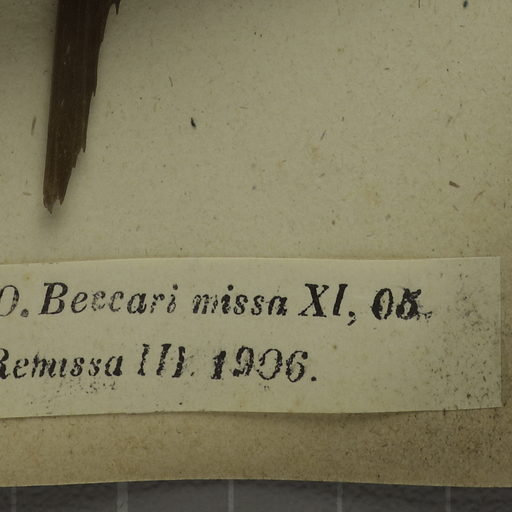 O. Beccari missa XI, 05.
Remissa III. 1906.